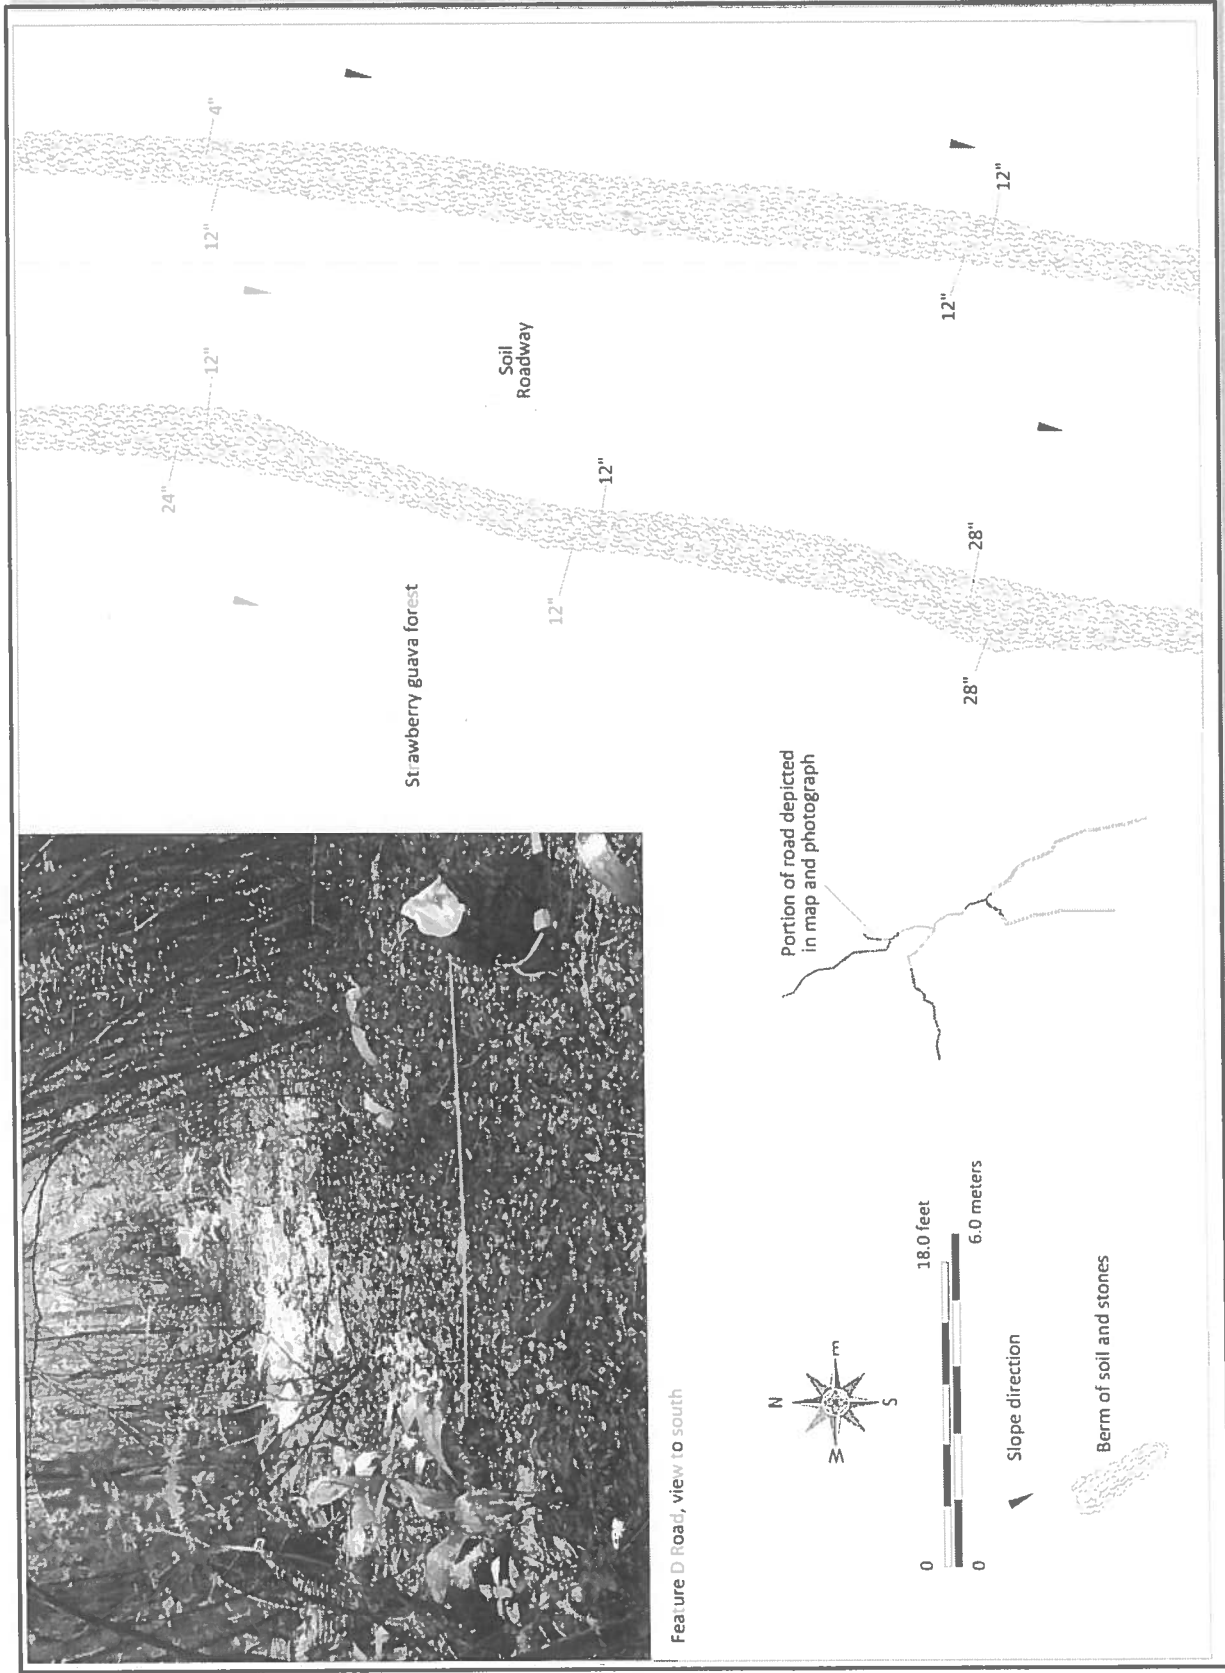 24"
12"
12"
4"
Strawberry guava forest
Soil
Roadway
12"
12"
Feature D Road, view to south
Portion of road depicted
in map and photograph
N
W
E
S
0
18.0 feet
0
6.0 meters
Slope direction
Berm of soil and stones
28"
28"
12"
12"